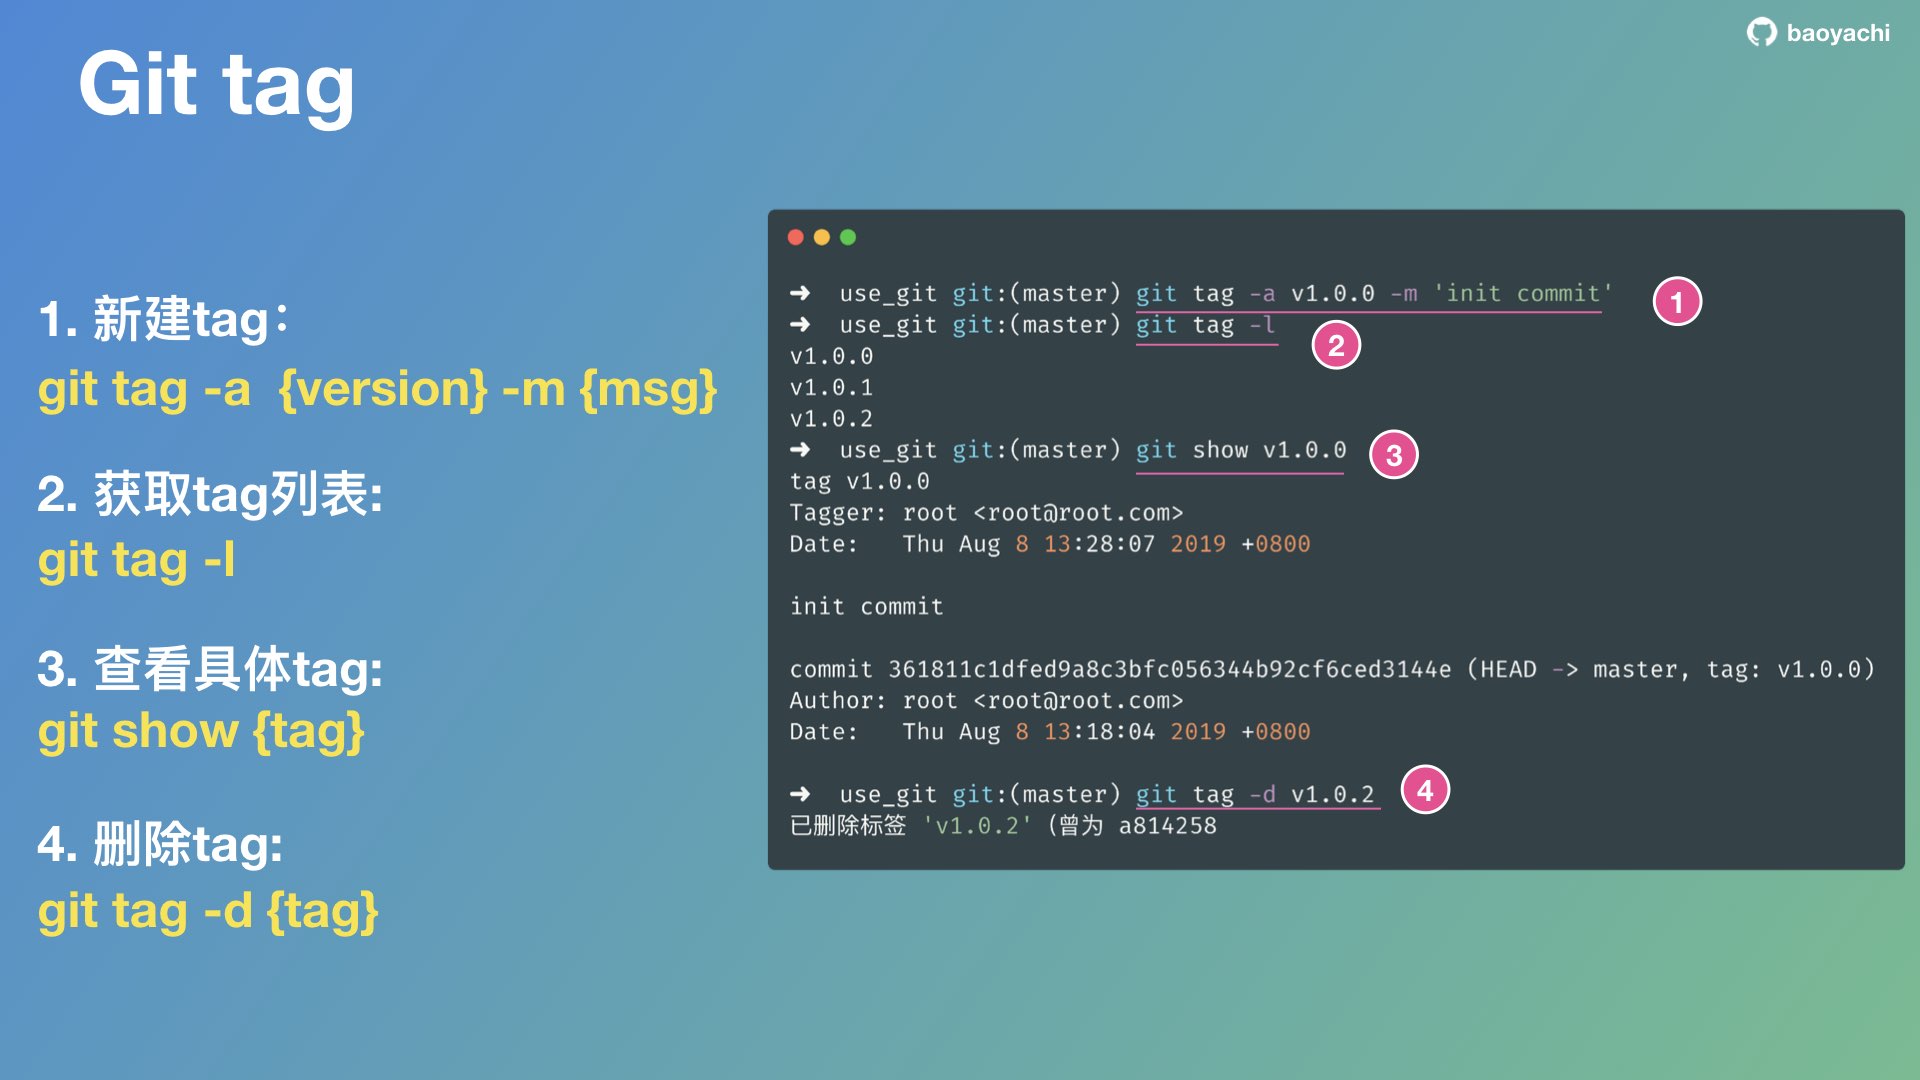 Git tag
baoyachi
1. 新建tag：
git tag -a  {version} -m {msg}
2. 获取tag列表:
git tag -l
3. 查看具体tag:
git show {tag}
4. 删除tag:
git tag -d {tag}
➜  use_git git:(master) git tag -a v1.0.0 -m 'init commit'
1
➜  use_git git:(master) git tag -l
2
v1.0.0
v1.0.1
v1.0.2
➜  use_git git:(master) git show v1.0.0
3
tag v1.0.0
Tagger: root <root@root.com>
Date:   Thu Aug 8 13:28:07 2019 +0800
init commit
commit 361811c1dfed9a8c3bfc056344b92cf6ced3144e (HEAD -> master, tag: v1.0.0)
Author: root <root@root.com>
Date:   Thu Aug 8 13:18:04 2019 +0800
➜  use_git git:(master) git tag -d v1.0.2
4
已删除标签 'v1.0.2' (曾为 a814258